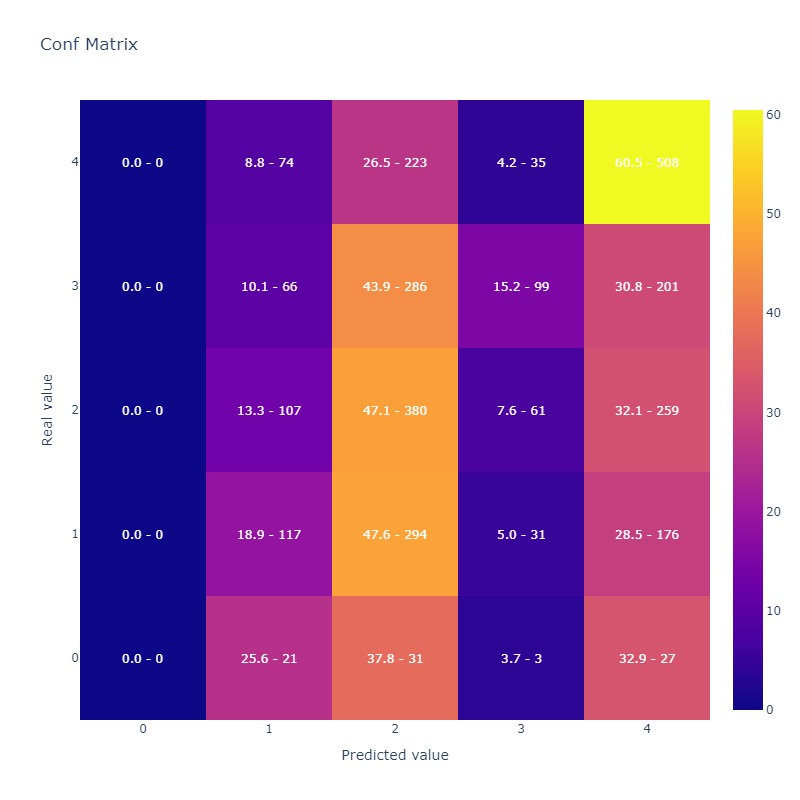 Conf Matrix
60
4 0.0 - 0 8.8 - 74 26.5 - 223 4.2 - 35 60.5 - 508
50
3 0.0 - 0 10.1 - 66 43.9 - 286 15.2 - 99 30.8 - 201
40
Real value
2 0.0 - 0 13.3 - 107 47.1 - 380 7.6 - 61 32.1 - 259
30
20
1 0.0 - 0 18.9 - 117 47.6 - 294 5.0 - 31 28.5 - 176
10
0 0.0 - 0 25.6 - 21 37.8 - 31 3.7 - 3 32.9 - 27
0
0 1 2 3 4
Predicted value